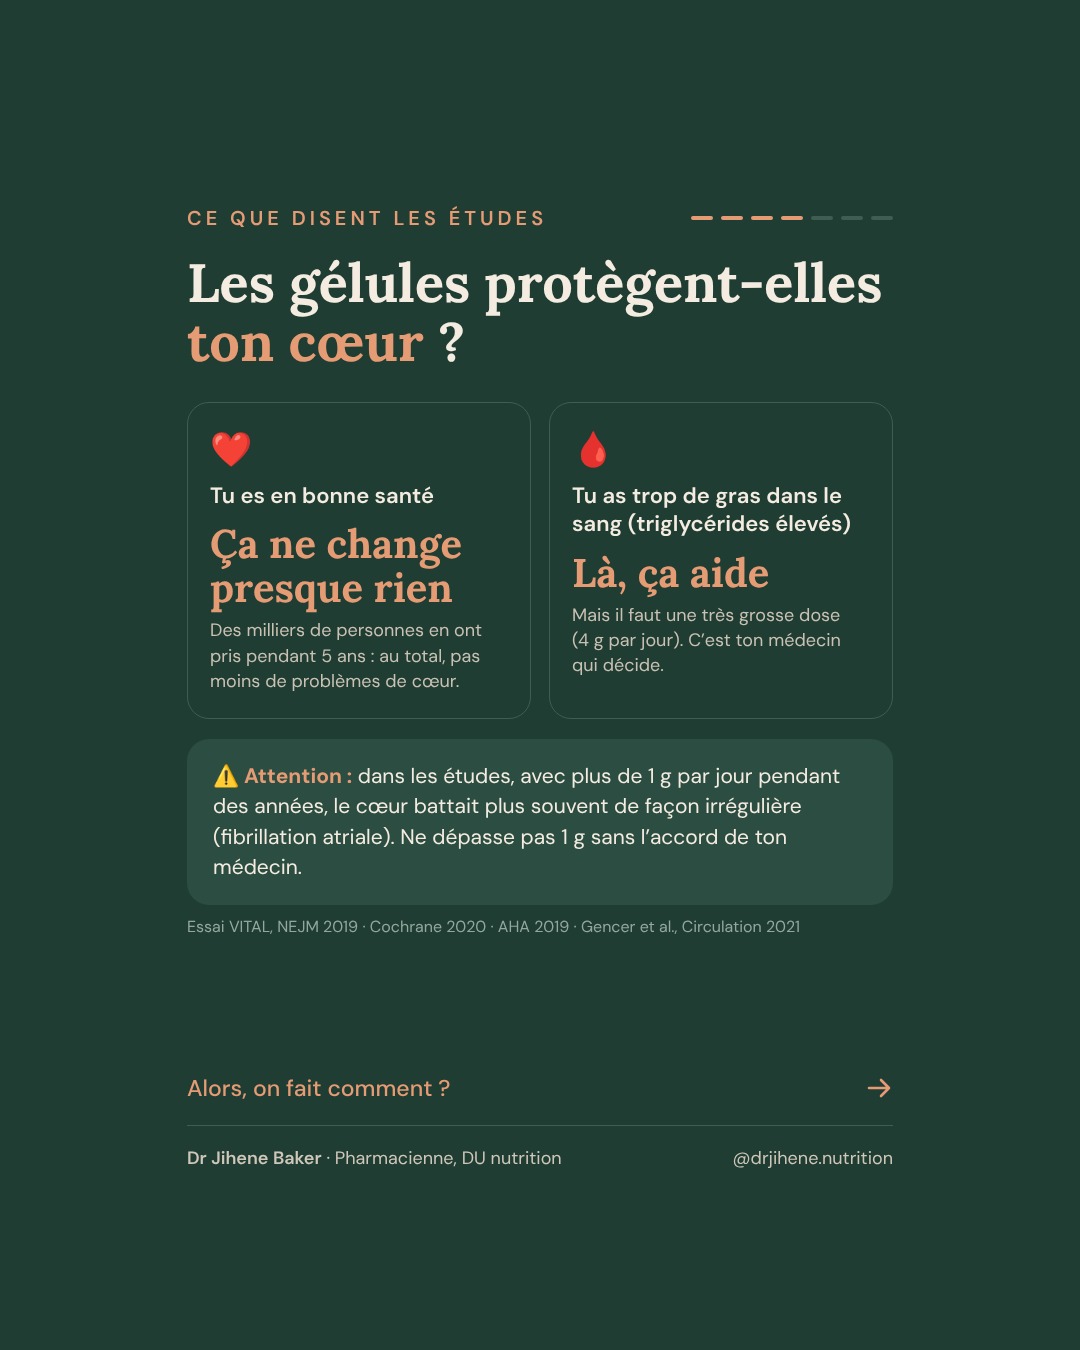 CE QUE DISENT LES ÉTUDES
Les gélules protègent-elles
ton cœur ?
Tu es en bonne santé
Ça ne change
presque rien
Des milliers de personnes en ont
pris pendant 5 ans : au total, pas
moins de problèmes de cœur.
Tu as trop de gras dans le
sang (triglycérides élevés)
Là, ça aide
Mais il faut une très grosse dose
(4 g par jour). C’est ton médecin
qui décide.
⚠️ Attention : dans les études, avec plus de 1 g par jour pendant
des années, le cœur battait plus souvent de façon irrégulière
(fibrillation atriale). Ne dépasse pas 1 g sans l’accord de ton
médecin.
Essai VITAL, NEJM 2019 · Cochrane 2020 · AHA 2019 · Gencer et al., Circulation 2021
Alors, on fait comment ? →
Dr Jihene Baker · Pharmacienne, DU nutrition
@drjihene.nutrition